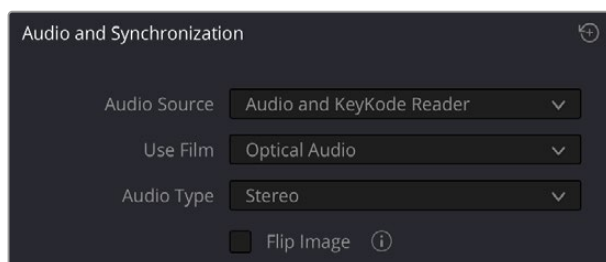 Audio and Synchronization
Audio Source Audio and KeyKode Reader
Use Film Optical Audio
Audio Type Stereo
Flip Image